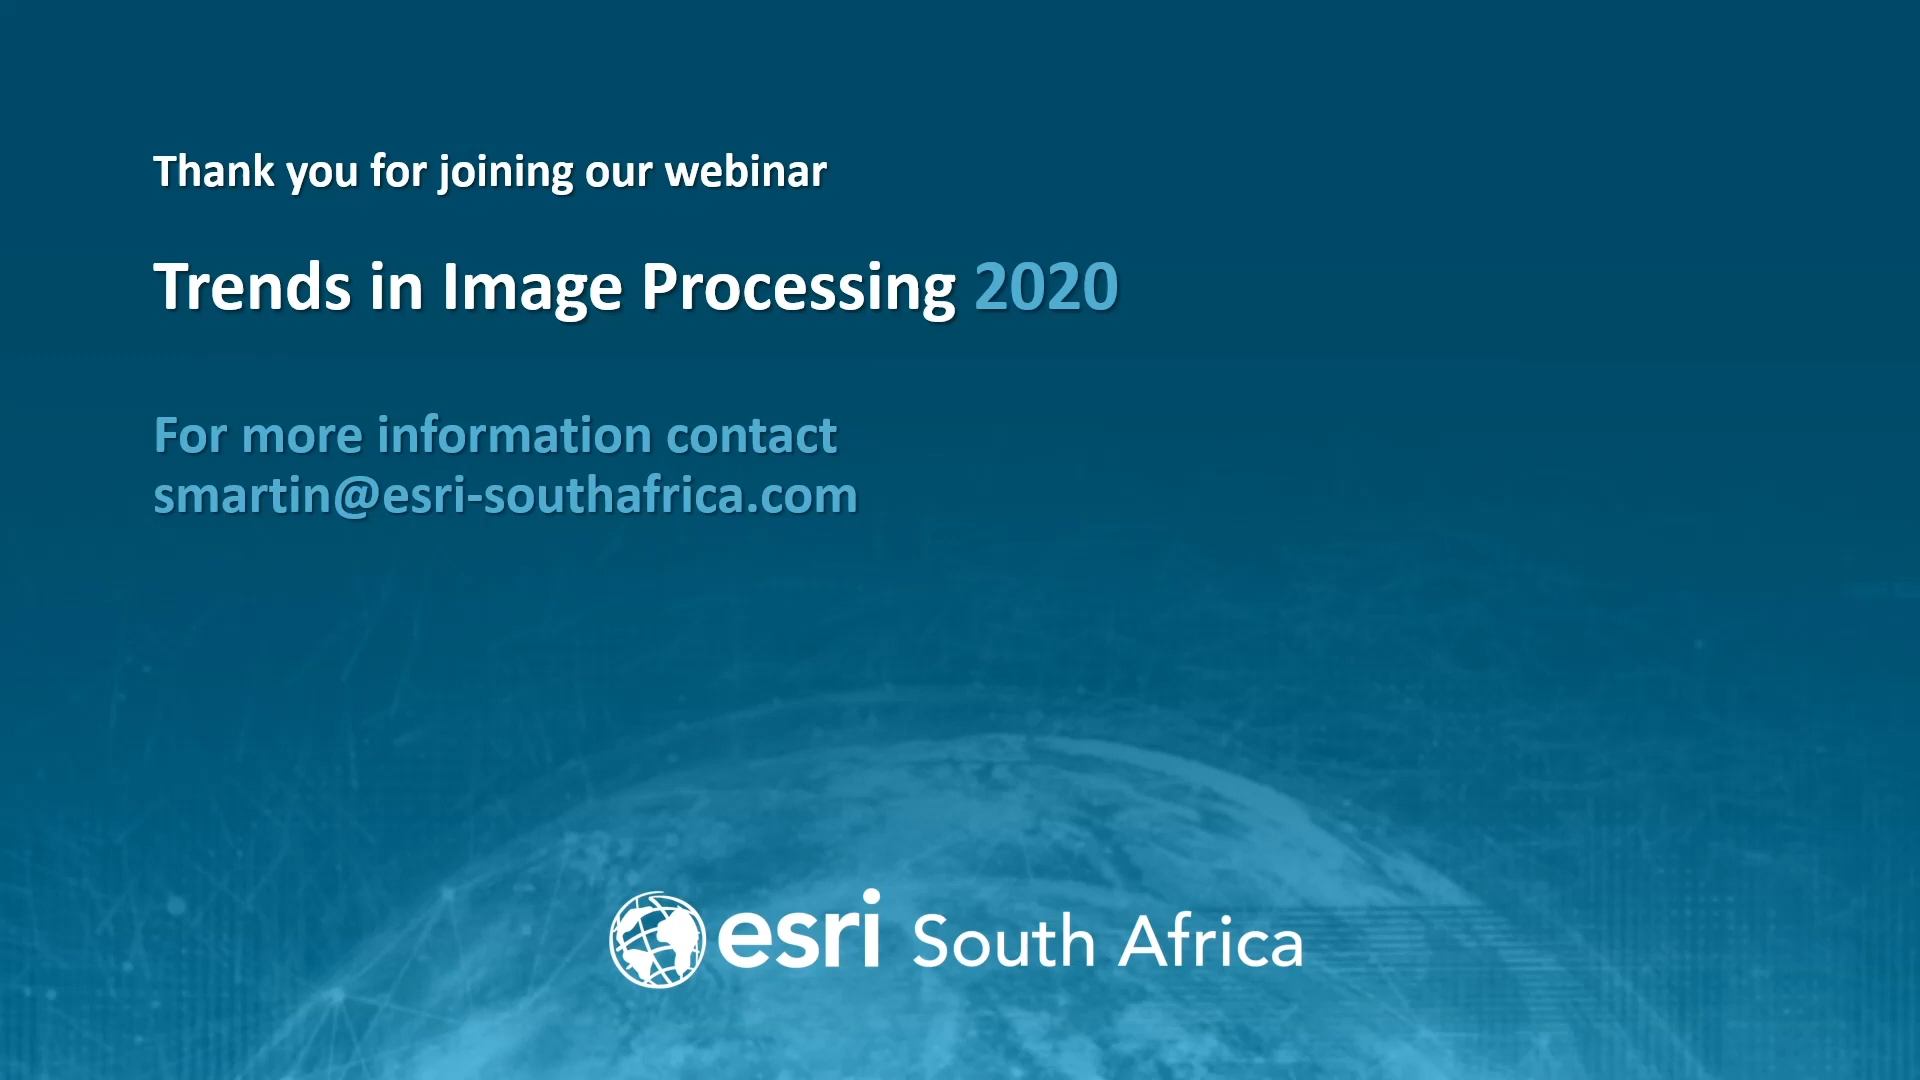 Thank you for joining our webinar
Trends in Image Processing 2020
For more information contact
smartin@esri-southafrica.com
esri South Africa